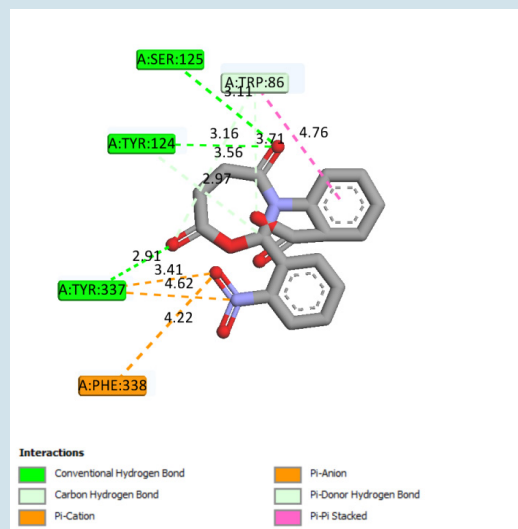 A:SER:125
A:TRP:86
3.11
4.76
A:TYR:124
3.16
3.71
3.56
2.97
2.91
3.41
A:TYR:337
4.62
4.22
A:PHE:338
Interactions
Conventional Hydrogen Bond
Carbon Hydrogen Bond
Pi-Cation
Pi-Anion
Pi-Donor Hydrogen Bond
Pi-Pi Stacked